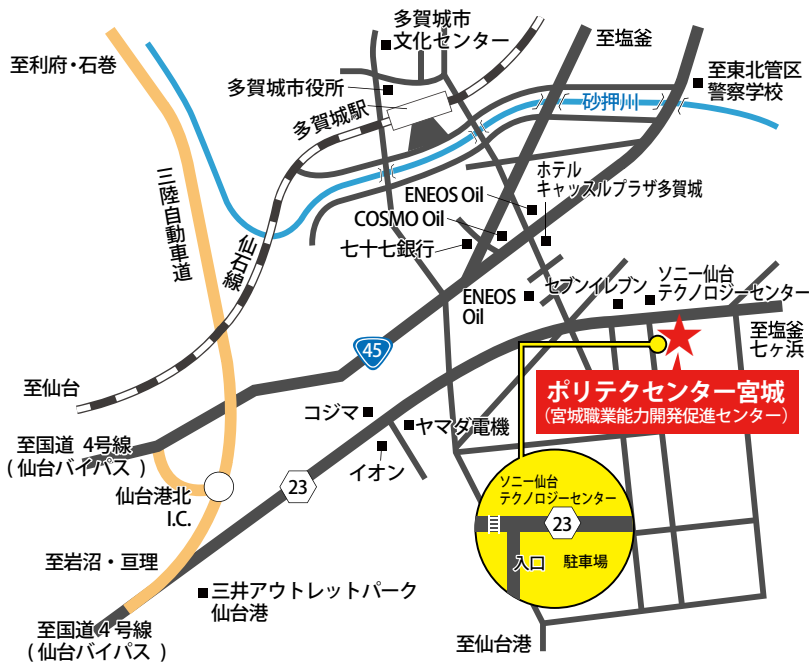 多賀城市
文化センター
至塩釜
至利府・石巻
多賀城市役所
多賀城駅
砂押川
至東北管区
警察学校
ホテル
キャッスルプラザ多賀城
ENEOS Oil
COSMO Oil
七十七銀行
三陸自動車道
仙石線
ENEOS
Oil
セブンイレブン
ソニー仙台
テクノロジーセンター
至塩釜
七ヶ浜
45
ポリテクセンター宮城
(宮城職業能力開発促進センター)
至仙台
コジマ
ヤマダ電機
イオン
至国道 4号線
(仙台バイパス )
仙台港北
I.C.
23
ソニー仙台
テクノロジーセンター
23
入口
駐車場
至岩沼・亘理
三井アウトレットパーク
仙台港
至国道4号線
(仙台バイパス )
至仙台港